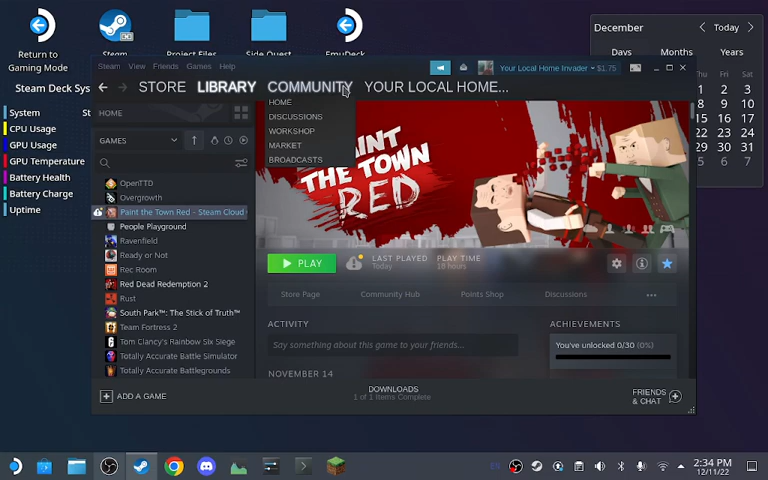 Return to
Gaming Mode
Steam
Project Files
Side Quest
EmuDeck
December
Today
Days
Months
Years
Steam Deck Sys
System
St
CPU Usage
GPU Usage
GPU Temperature
Battery Health
Battery Charge
Uptime
Steam View Friends Games Help
Your Local Home Invader $1.75
STORE LIBRARY COMMUNITY YOUR LOCAL HOME...
HOME
DISCUSSIONS
WORKSHOP
MARKET
BROADCASTS
HOME
GAMES
OpenTTD
Overgrowth
Paint the Town Red - Steam Cloud
People Playground
Ravenfield
Ready or Not
Rec Room
Red Dead Redemption 2
Rust
South Park™: The Stick of Truth™
Team Fortress 2
Tom Clancy's Rainbow Six Siege
Totally Accurate Battle Simulator
Totally Accurate Battlegrounds
PAINT
THE TOWN
RED
PLAY
LAST PLAYED
Today
PLAY TIME
18 hours
Store Page Community Hub Points Shop Discussions
ACTIVITY
Say something about this game to your friends...
NOVEMBER 14
ACHIEVEMENTS
You've unlocked 0/30 (0%)
Thu Fri Sat
1 2 3
8 9 10
15 16 17
22 23 24
29 30 31
5 6 7
ADD A GAME
DOWNLOADS
1 of 1 Items Complete
FRIENDS
& CHAT
EN
2:34 PM
12/11/22